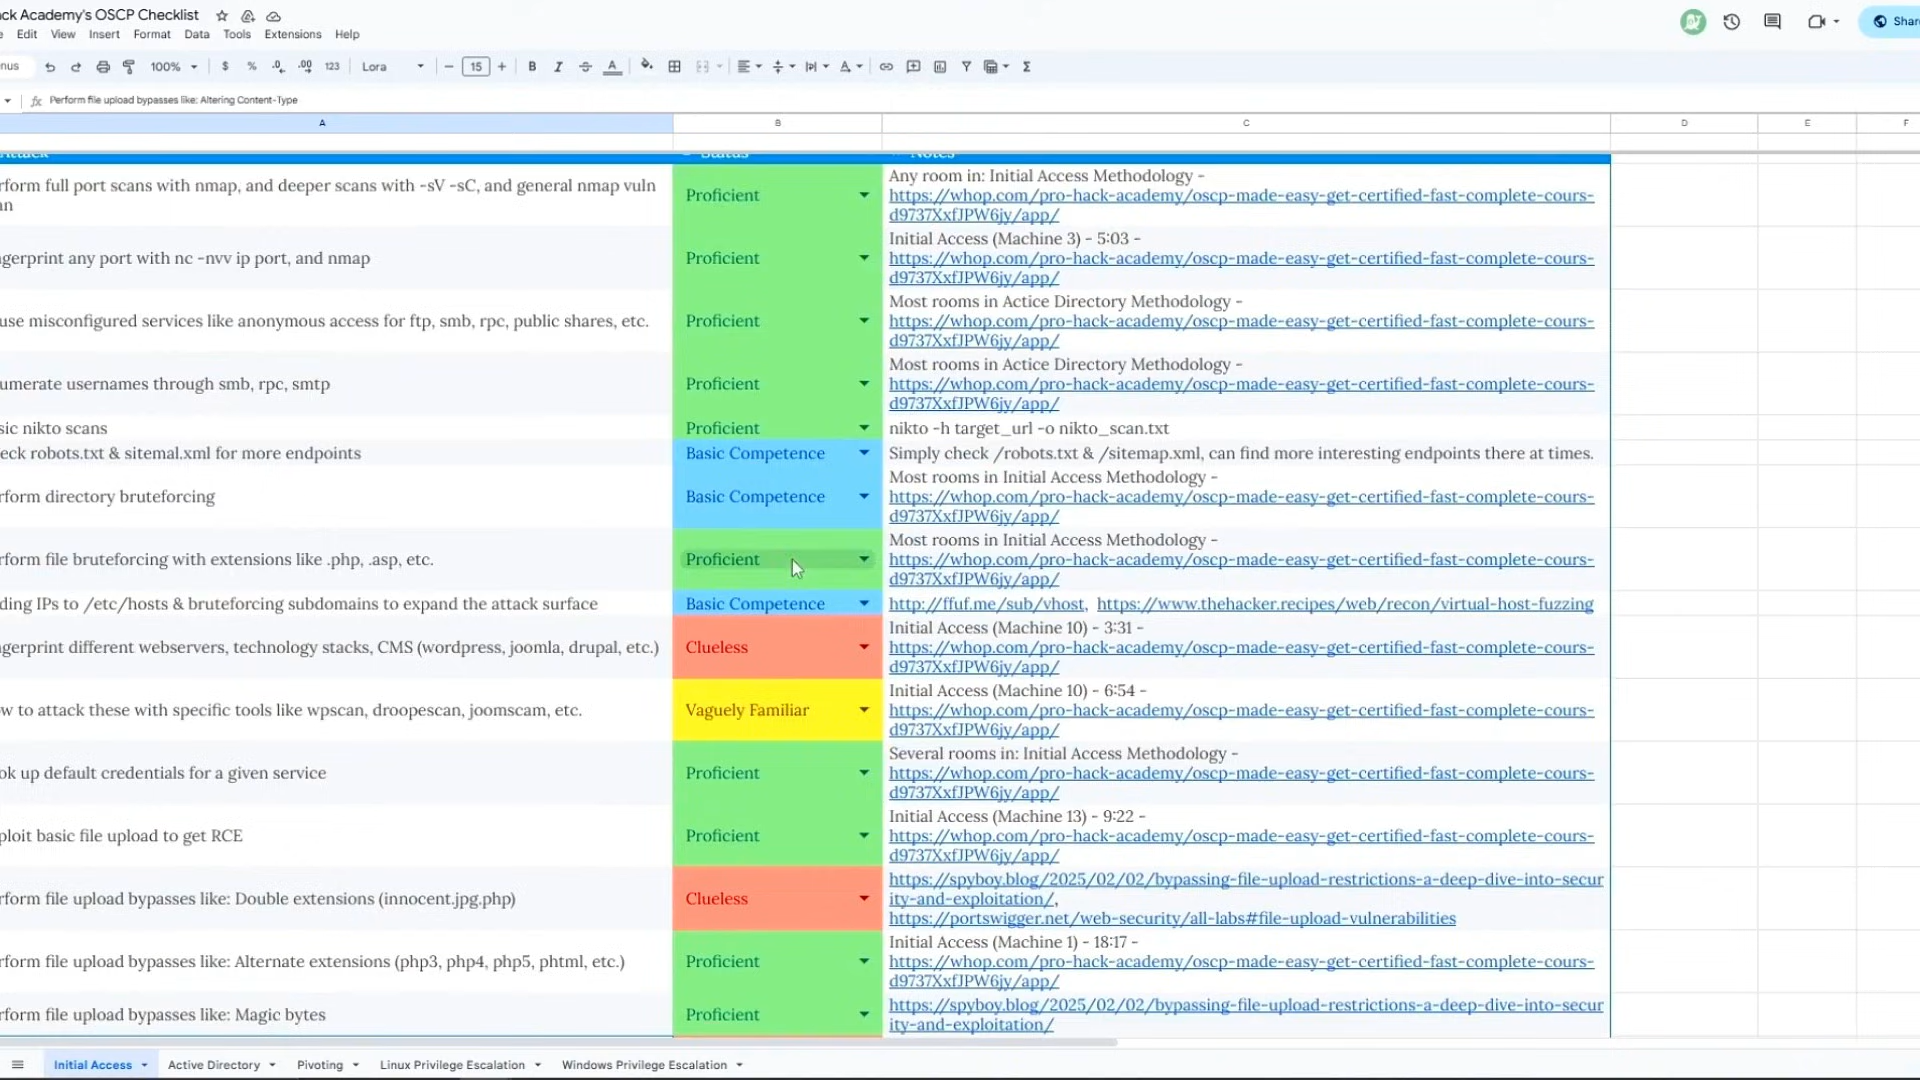 ck Academy's OSCP Checklist
Edit View Insert Format Data Tools Extensions Help
Shar
nus 100% $ % .0 .00 123 Lora 15 B I A Σ
fx Perform file upload bypasses like: Altering Content-Type
A B C D E F
Attack Status Notes
rform full port scans with nmap, and deeper scans with -sV -sC, and general nmap vuln
an
Proficient
Any room in: Initial Access Methodology -
https://whop.com/pro-hack-academy/oscp-made-easy-get-certified-fast-complete-cours-
d9737XxfJPW6jy/app/
ngerprint any port with nc -nvv ip port, and nmap
Proficient
Initial Access (Machine 3) - 5:03 -
https://whop.com/pro-hack-academy/oscp-made-easy-get-certified-fast-complete-cours-
d9737XxfJPW6jy/app/
use misconfigured services like anonymous access for ftp, smb, rpc, public shares, etc.
Proficient
Most rooms in Actice Directory Methodology -
https://whop.com/pro-hack-academy/oscp-made-easy-get-certified-fast-complete-cours-
d9737XxfJPW6jy/app/
umerate usernames through smb, rpc, smtp
Proficient
Most rooms in Actice Directory Methodology -
https://whop.com/pro-hack-academy/oscp-made-easy-get-certified-fast-complete-cours-
d9737XxfJPW6jy/app/
sic nikto scans
Proficient
nikto -h target_url -o nikto_scan.txt
eck robots.txt & sitemal.xml for more endpoints
Basic Competence
Simply check /robots.txt & /sitemap.xml, can find more interesting endpoints there at times.
rform directory bruteforcing
Basic Competence
Most rooms in Initial Access Methodology -
https://whop.com/pro-hack-academy/oscp-made-easy-get-certified-fast-complete-cours-
d9737XxfJPW6jy/app/
rform file bruteforcing with extensions like .php, .asp, etc.
Proficient
Most rooms in Initial Access Methodology -
https://whop.com/pro-hack-academy/oscp-made-easy-get-certified-fast-complete-cours-
d9737XxfJPW6jy/app/
ding IPs to /etc/hosts & bruteforcing subdomains to expand the attack surface
Basic Competence
http://ffuf.me/sub/vhost, https://www.thehacker.recipes/web/recon/virtual-host-fuzzing
ngerprint different webservers, technology stacks, CMS (wordpress, joomla, drupal, etc.)
Clueless
Initial Access (Machine 10) - 3:31 -
https://whop.com/pro-hack-academy/oscp-made-easy-get-certified-fast-complete-cours-
d9737XxfJPW6jy/app/
w to attack these with specific tools like wpscan, droopescan, joomscam, etc.
Vaguely Familiar
Initial Access (Machine 10) - 6:54 -
https://whop.com/pro-hack-academy/oscp-made-easy-get-certified-fast-complete-cours-
d9737XxfJPW6jy/app/
ok up default credentials for a given service
Proficient
Several rooms in: Initial Access Methodology -
https://whop.com/pro-hack-academy/oscp-made-easy-get-certified-fast-complete-cours-
d9737XxfJPW6jy/app/
ploit basic file upload to get RCE
Proficient
Initial Access (Machine 13) - 9:22 -
https://whop.com/pro-hack-academy/oscp-made-easy-get-certified-fast-complete-cours-
d9737XxfJPW6jy/app/
rform file upload bypasses like: Double extensions (innocent.jpg.php)
Clueless
https://spyboy.blog/2025/02/02/bypassing-file-upload-restrictions-a-deep-dive-into-secur
ity-and-exploitation/,
https://portswigger.net/web-security/all-labs#file-upload-vulnerabilities
rform file upload bypasses like: Alternate extensions (php3, php4, php5, phtml, etc.)
Proficient
Initial Access (Machine 1) - 18:17 -
https://whop.com/pro-hack-academy/oscp-made-easy-get-certified-fast-complete-cours-
d9737XxfJPW6jy/app/
rform file upload bypasses like: Magic bytes
Proficient
https://spyboy.blog/2025/02/02/bypassing-file-upload-restrictions-a-deep-dive-into-secur
ity-and-exploitation/
Initial Access Active Directory Pivoting Linux Privilege Escalation Windows Privilege Escalation